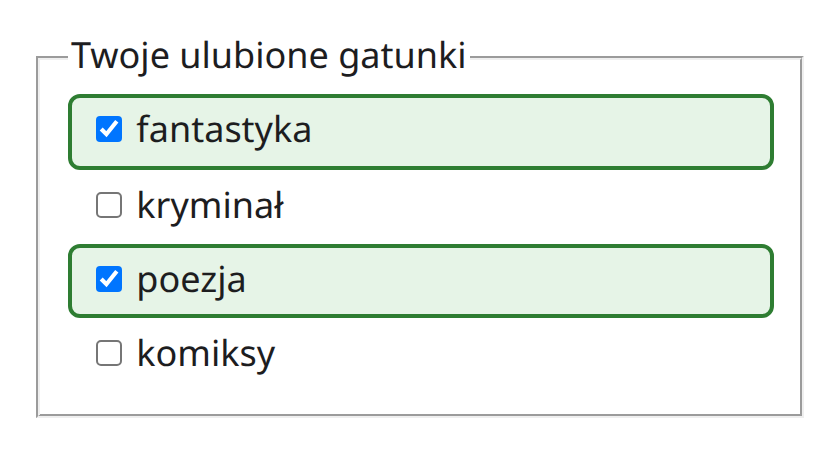 Twoje ulubione gatunki
fantastyka
kryminał
poezja
komiksy